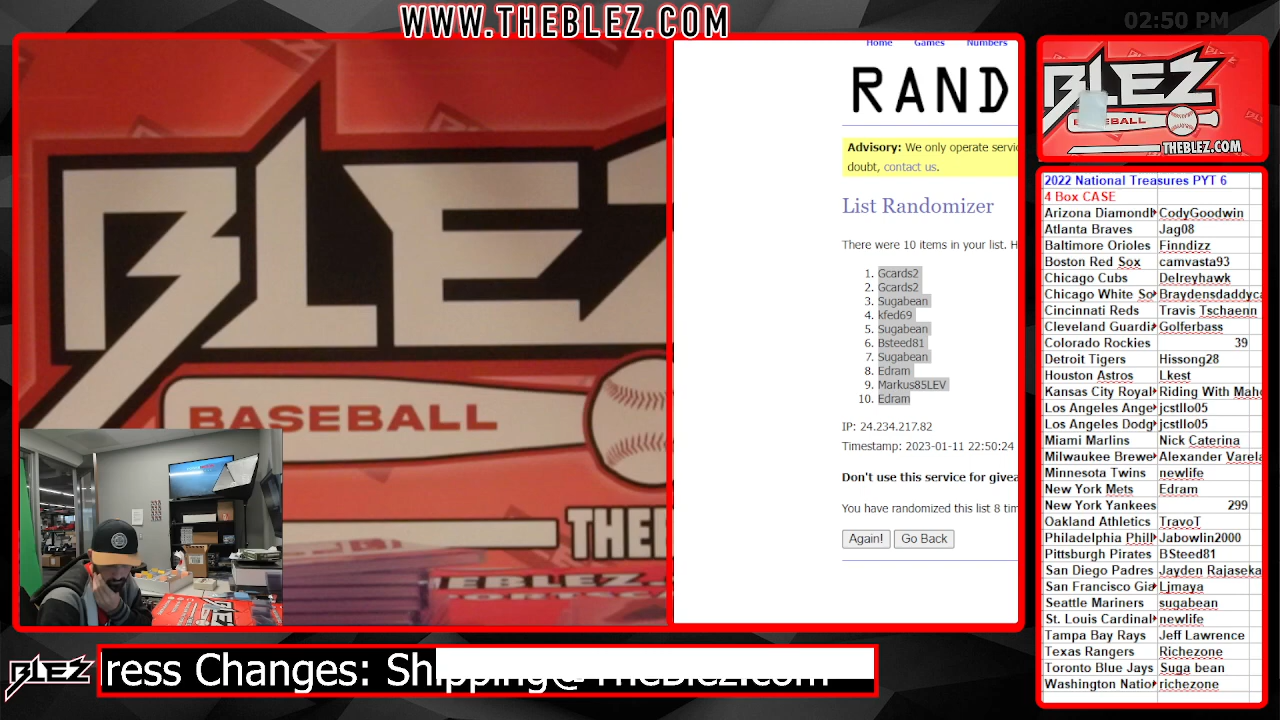 WWW.THEBLEZ.COM
02:50 PM
BLEZ
BASEBALL
THE
Home Games Numbers
RAND
Advisory: We only operate servic
doubt, contact us.
List Randomizer
There were 10 items in your list. H
1. Gcards2
2. Gcards2
3. Sugabean
4. kfed69
5. Sugabean
6. Bsteed81
7. Sugabean
8. Edram
9. Markus85LEV
10. Edram
IP: 24.234.217.82
Timestamp: 2023-01-11 22:50:24
Don't use this service for givea
You have randomized this list 8 tim
Again! Go Back
BLEZ
BASEBALL
THEBLEZ.COM
2022 National Treasures PYT 6
4 Box CASE
Arizona Diamondl CodyGoodwin
Atlanta Braves Jag08
Baltimore Orioles Finndizz
Boston Red Sox camvasta93
Chicago Cubs Delreyhawk
Chicago White So Braydensdaddyca
Cincinnati Reds Travis Tschaenn
Cleveland Guardi Golferbass
Colorado Rockies 39
Detroit Tigers Hissong28
Houston Astros Lkest
Kansas City Royal Riding With Maho
Los Angeles Ange jcstllo05
Los Angeles Dodg jcstllo05
Miami Marlins Nick Caterina
Milwaukee Brewe Alexander Varela
Minnesota Twins newlife
New York Mets Edram
New York Yankees 299
Oakland Athletics TravoT
Philadelphia Phill Jabowlin2000
Pittsburgh Pirates BSteed81
San Diego Padres Jayden Rajaseka
San Francisco Gia Ljmaya
Seattle Mariners sugabean
St. Louis Cardinal newlife
Tampa Bay Rays Jeff Lawrence
Texas Rangers Richezone
Toronto Blue Jays Suga bean
Washington Natio richezone
BLEZ
ress Changes: Shipping@TheBlez.com